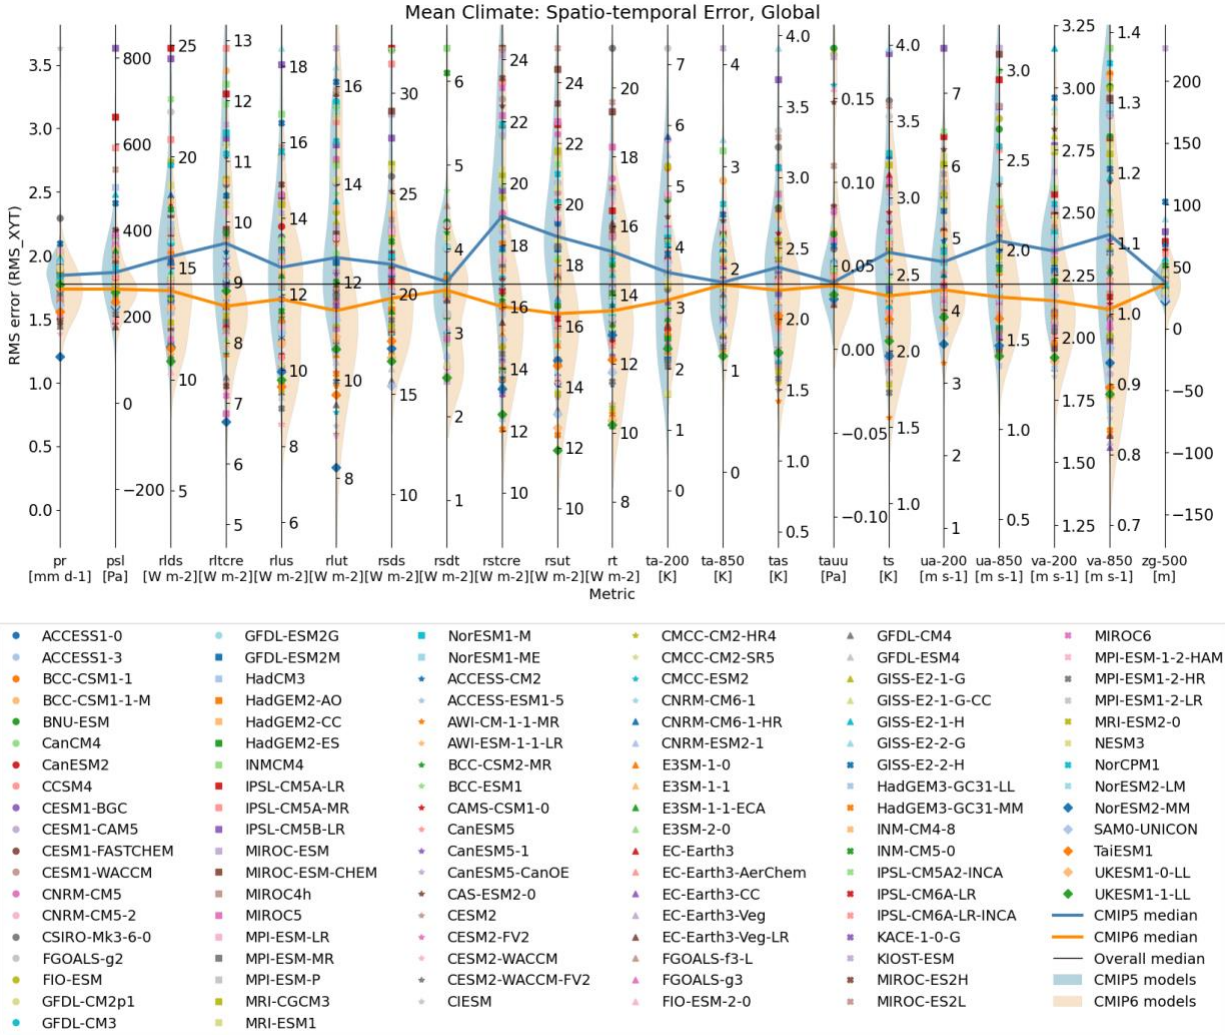 Mean Climate: Spatio-temporal Error, Global
RMS error (RMS_XYT)
3.5
3.0
2.5
2.0
1.5
1.0
0.5
0.0
800
600
400
200
0
−200
25
20
15
10
5
13
12
11
10
9
8
7
6
5
18
16
14
12
10
8
6
16
14
12
10
8
30
25
20
15
10
6
5
4
3
2
1
24
22
20
18
16
14
12
10
24
22
20
18
16
14
12
10
20
18
16
14
12
10
8
7
6
5
4
3
2
1
0
4
3
2
1
0
4.0
3.5
3.0
2.5
2.0
1.5
1.0
0.5
0.15
0.10
0.05
0.00
−0.05
−0.10
4.0
3.5
3.0
2.5
2.0
1.5
1.0
7
6
5
4
3
2
1
3.0
2.5
2.0
1.5
1.0
0.5
3.25
3.00
2.75
2.50
2.25
2.00
1.75
1.50
1.25
1.4
1.3
1.2
1.1
1.0
0.9
0.8
0.7
200
150
100
50
0
−50
−100
−150
pr psl rlds rltcre rlus rlut rsds rsdt rstcre rsut rt ta-200 ta-850 tas tauu ts ua-200 ua-850 va-200 va-850 zg-500
[mm d-1] [Pa] [W m-2] [W m-2] [W m-2] [W m-2] [W m-2] [W m-2] [W m-2] [W m-2] [W m-2] [K] [K] [K] [Pa] [K] [m s-1] [m s-1] [m s-1] [m s-1] [m]
Metric
ACCESS1-0
ACCESS1-3
BCC-CSM1-1
BCC-CSM1-1-M
BNU-ESM
CanCM4
CanESM2
CCSM4
CESM1-BGC
CESM1-CAM5
CESM1-FASTCHEM
CESM1-WACCM
CNRM-CM5
CNRM-CM5-2
CSIRO-Mk3-6-0
FGOALS-g2
FIO-ESM
GFDL-CM2p1
GFDL-CM3
GFDL-ESM2G
GFDL-ESM2M
HadCM3
HadGEM2-AO
HadGEM2-CC
HadGEM2-ES
INMCM4
IPSL-CM5A-LR
IPSL-CM5A-MR
IPSL-CM5B-LR
MIROC-ESM
MIROC-ESM-CHEM
MIROC4h
MIROC5
MPI-ESM-LR
MPI-ESM-MR
MPI-ESM-P
MRI-CGCM3
MRI-ESM1
NorESM1-M
NorESM1-ME
ACCESS-CM2
ACCESS-ESM1-5
AWI-CM-1-1-MR
AWI-ESM-1-1-LR
BCC-CSM2-MR
BCC-ESM1
CAMS-CSM1-0
CanESM5
CanESM5-1
CanESM5-CanOE
CAS-ESM2-0
CESM2
CESM2-FV2
CESM2-WACCM
CESM2-WACCM-FV2
CIESM
CMCC-CM2-HR4
CMCC-CM2-SR5
CMCC-ESM2
CNRM-CM6-1
CNRM-CM6-1-HR
CNRM-ESM2-1
E3SM-1-0
E3SM-1-1
E3SM-1-1-ECA
E3SM-2-0
EC-Earth3
EC-Earth3-AerChem
EC-Earth3-CC
EC-Earth3-Veg
EC-Earth3-Veg-LR
FGOALS-f3-L
FGOALS-g3
FIO-ESM-2-0
GFDL-CM4
GFDL-ESM4
GISS-E2-1-G
GISS-E2-1-G-CC
GISS-E2-1-H
GISS-E2-2-G
GISS-E2-2-H
HadGEM3-GC31-LL
HadGEM3-GC31-MM
INM-CM4-8
INM-CM5-0
IPSL-CM5A2-INCA
IPSL-CM6A-LR
IPSL-CM6A-LR-INCA
KACE-1-0-G
KIOST-ESM
MIROC-ES2H
MIROC-ES2L
MIROC6
MPI-ESM-1-2-HAM
MPI-ESM1-2-HR
MPI-ESM1-2-LR
MRI-ESM2-0
NESM3
NorCPM1
NorESM2-LM
NorESM2-MM
SAM0-UNICON
TaiESM1
UKESM1-0-LL
UKESM1-1-LL
CMIP5 median
CMIP6 median
Overall median
CMIP5 models
CMIP6 models